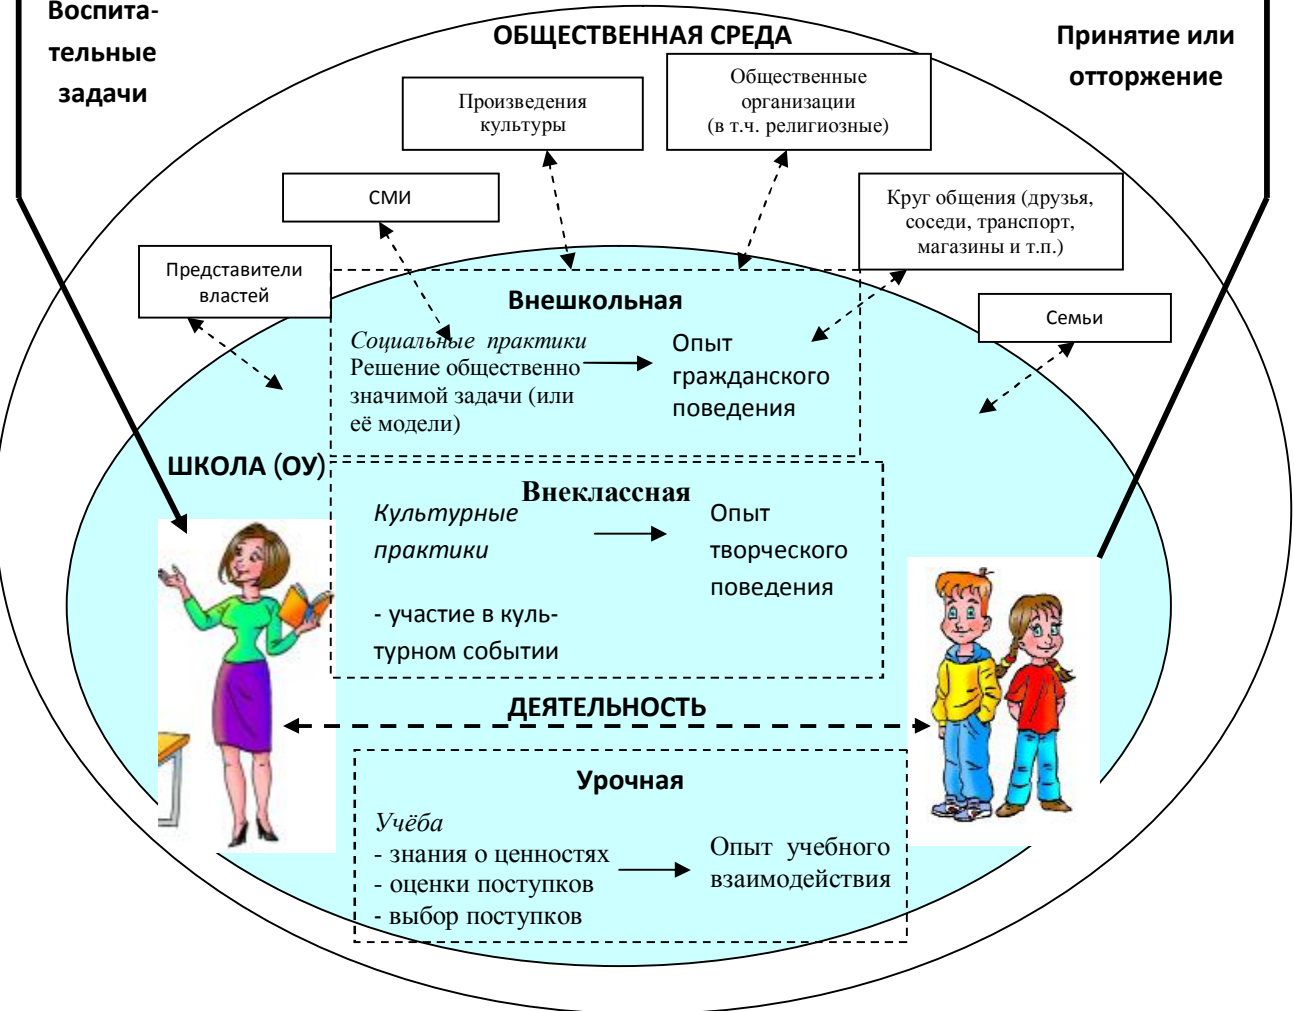 Воспита-
тельные
задачи
ОБЩЕСТВЕННАЯ СРЕДА
Принятие или
отторжение
Произведения
культуры
Общественные
организации
(в т.ч. религиозные)
СМИ
Круг общения (друзья,
соседи, транспорт,
магазины и т.п.)
Представители
властей
Семьи
Внешкольная
Социальные практики
Решение общественно
значимой задачи (или
её модели)
Опыт
гражданского
поведения
ШКОЛА (ОУ)
Внеклассная
Культурные
практики
- участие в куль-
турном событии
Опыт
творческого
поведения
ДЕЯТЕЛЬНОСТЬ
Урочная
Учёба
- знания о ценностях
- оценки поступков
- выбор поступков
Опыт учебного
взаимодействия